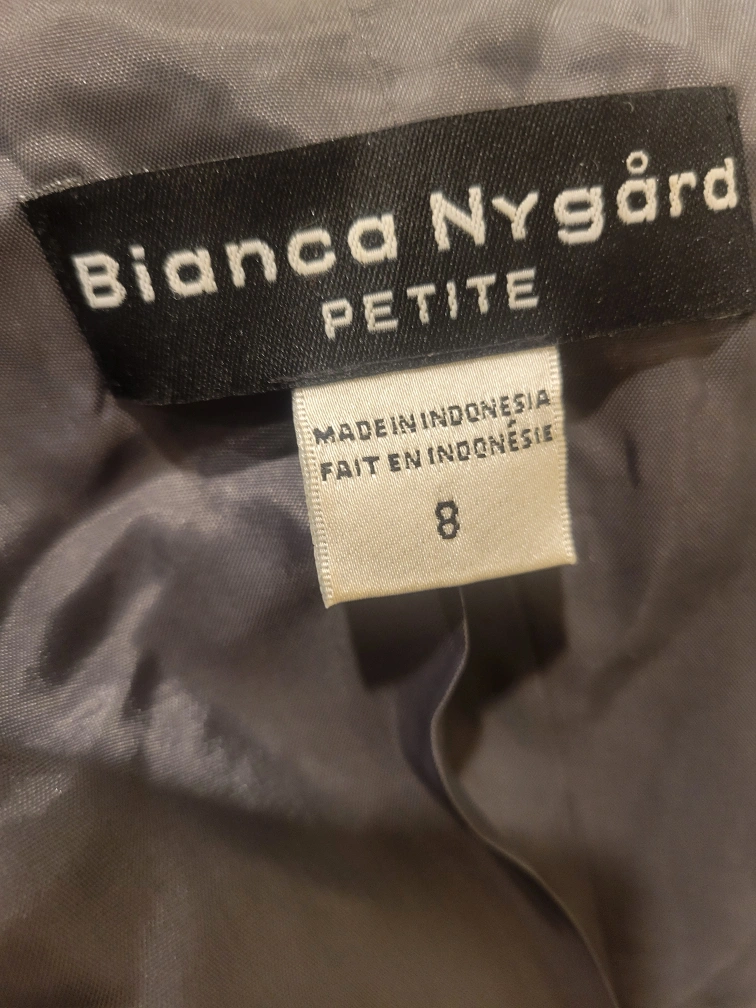 Bianca Nygård
PETITE
MADE IN INDONESIA
FAIT EN INDONÉSIE
8